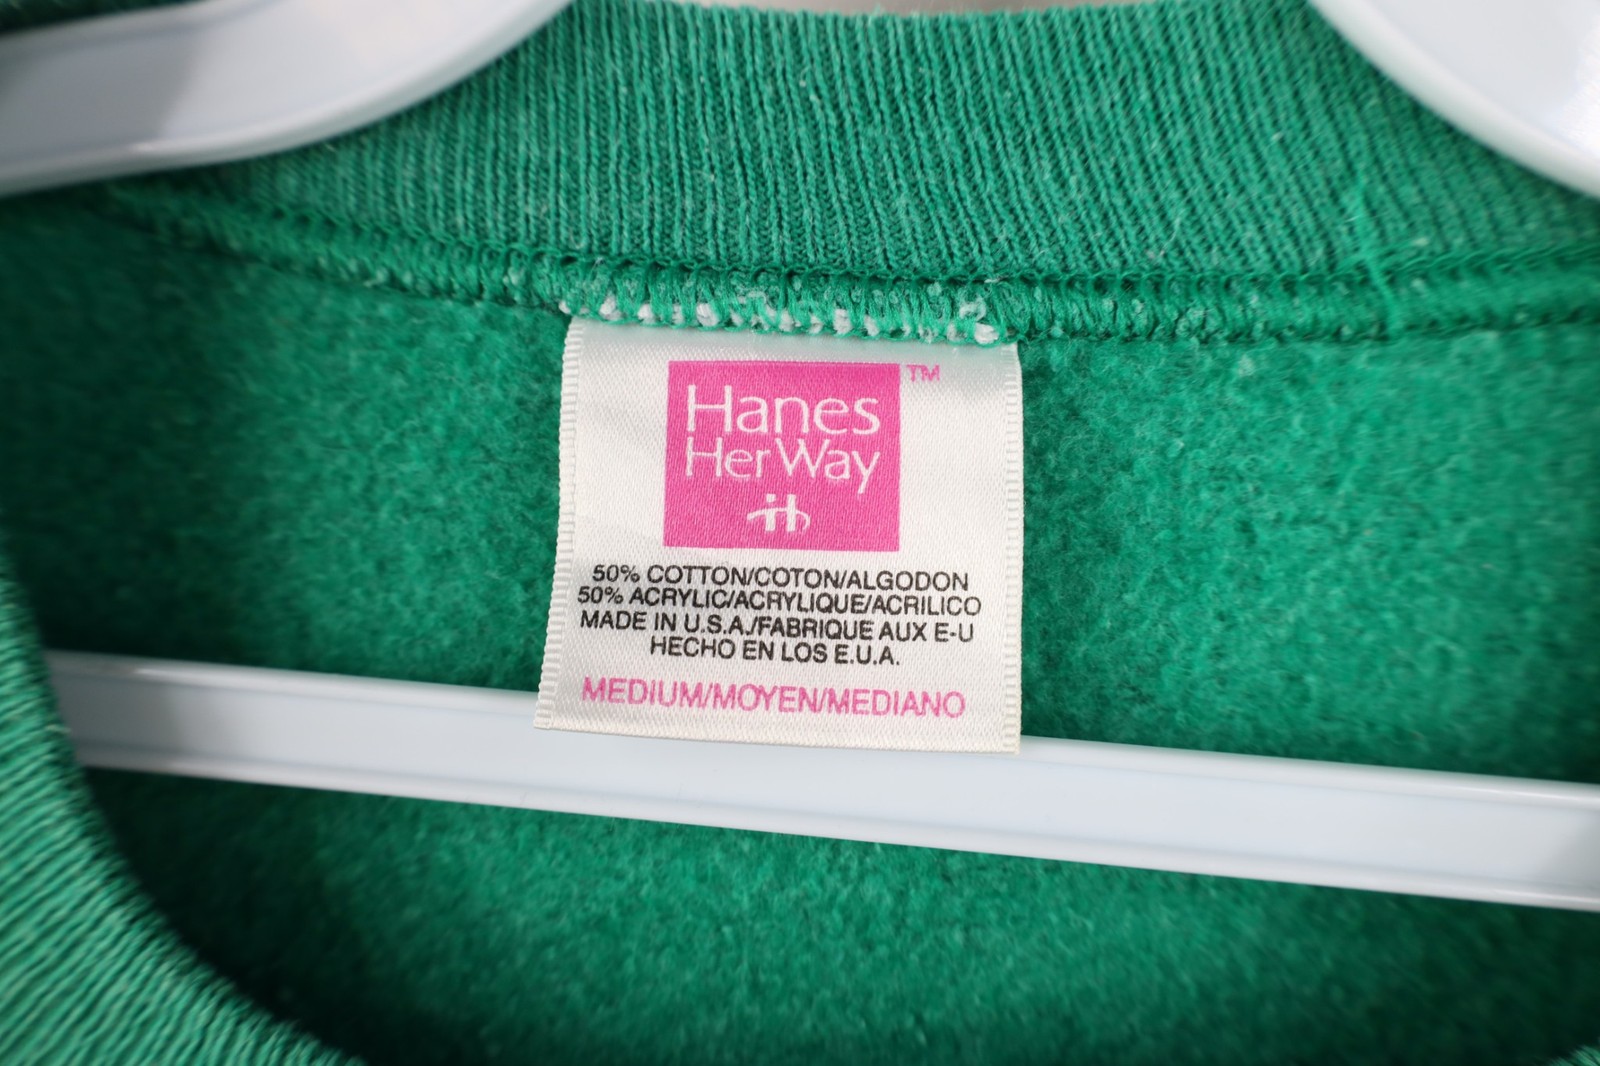 Hanes TM
Her Way
50% COTTON/COTON/ALGODON
50% ACRYLIC/ACRYLIQUE/ACRILICO
MADE IN U.S.A./FABRIQUE AUX E-U
HECHO EN LOS E.U.A.
MEDIUM/MOYEN/MEDIANO